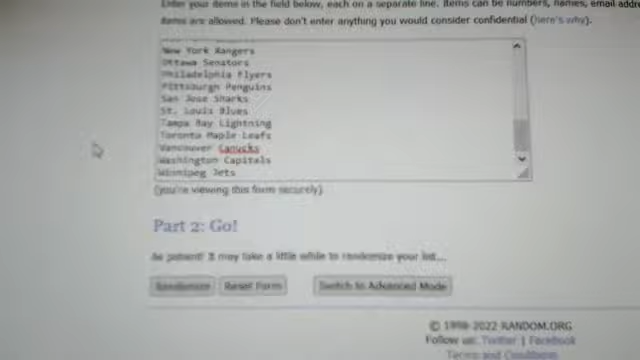 Enter your items in the field below, each on a separate line. Items can be numbers, names, email addre
items are allowed. Please don't enter anything you would consider confidential (here's why).
New York Rangers
Ottawa Senators
Philadelphia Flyers
Pittsburgh Penguins
San Jose Sharks
St. Louis Blues
Tampa Bay Lightning
Toronto Maple Leafs
Vancouver Canucks
Washington Capitals
Winnipeg Jets
(you're viewing this form securely)
Part 2: Go!
Be patient! It may take a little while to randomize your list...
Randomize Reset Form Switch to Advanced Mode
© 1998-2022 RANDOM.ORG
Follow us: Twitter | Facebook
Terms and Conditions